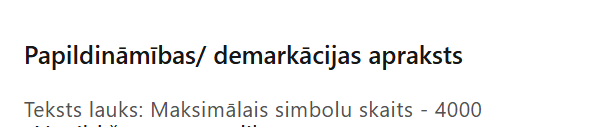 Papildināmības/ demarkācijas apraksts
Teksts lauks: Maksimālais simbolu skaits - 4000